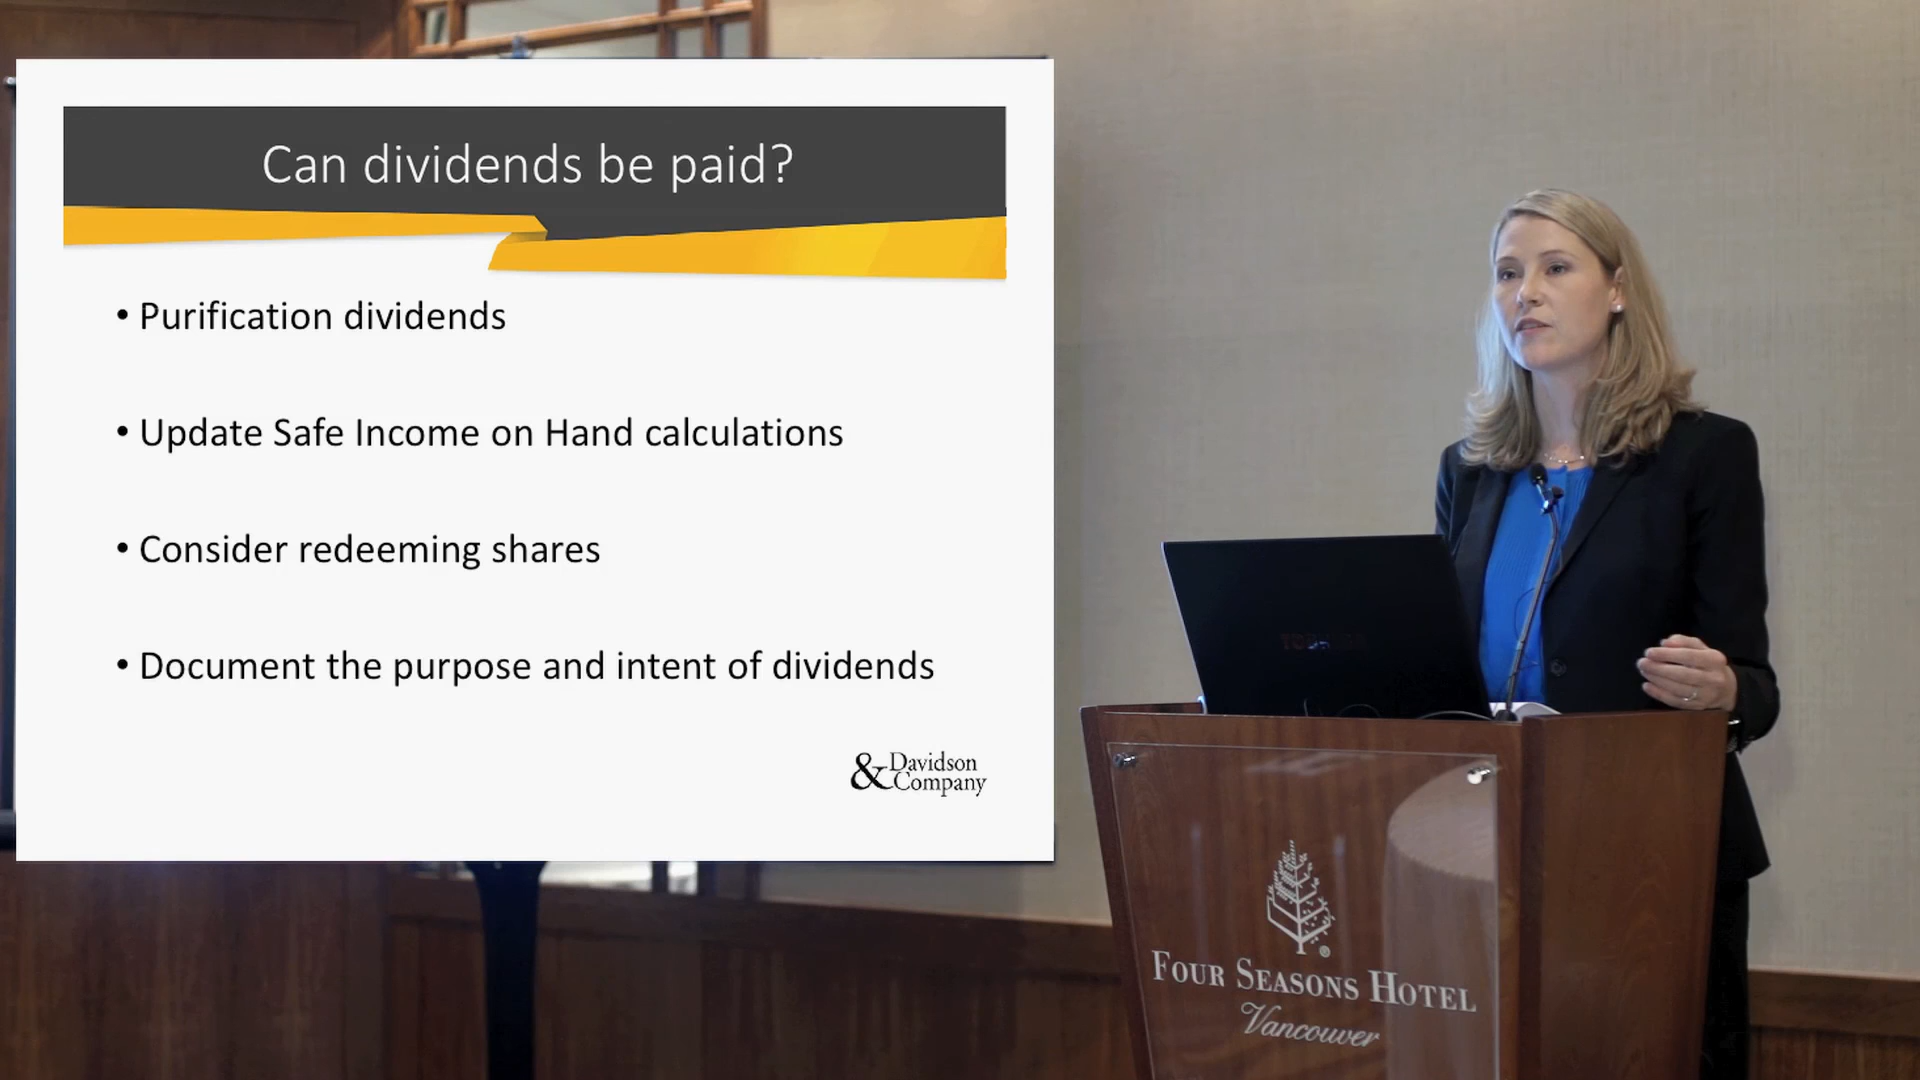 Can dividends be paid?
• Purification dividends
• Update Safe Income on Hand calculations
• Consider redeeming shares
• Document the purpose and intent of dividends
& Davidson
Company
FOUR SEASONS HOTEL
Vancouver